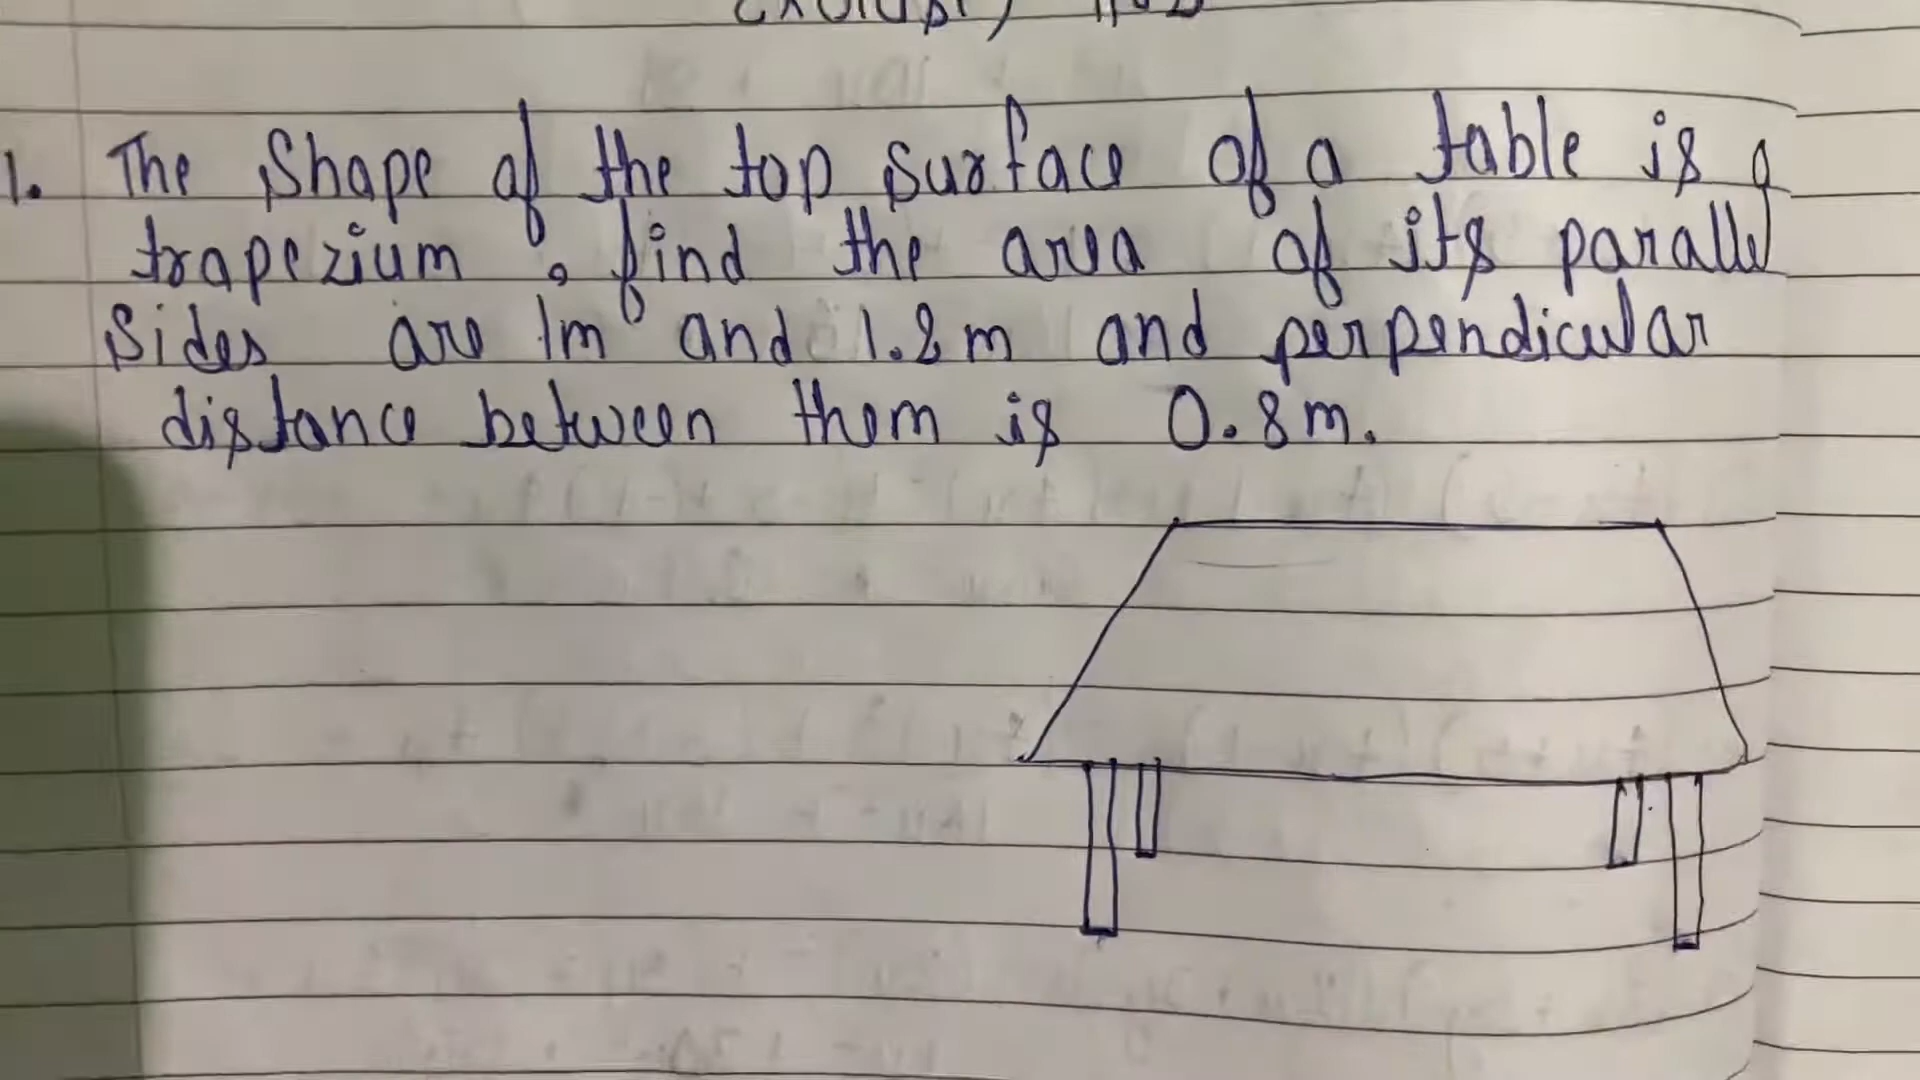 1. The Shape of the top surface of a table is a
trapezium, find the area of its parallel
Sides are 1m and 1.2m and perpendicular
distance between them is 0.8m.